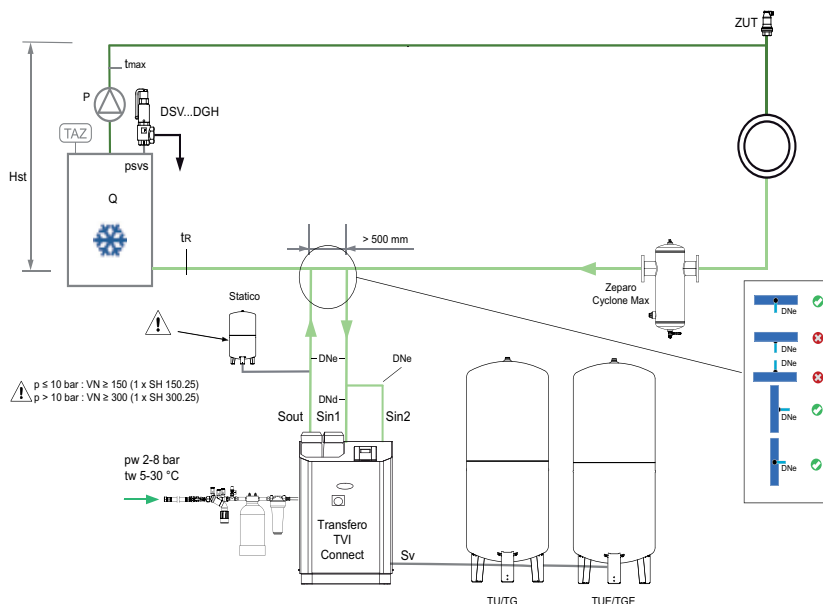 ZUT
tmax
P
DSV...DGH
TAZ
psvs
Hst
Q
tR
> 500 mm
Zeparo
Cyclone Max
Statico
DNe
DNe
DNe
DNe
DNe
DNe
DNe
p ≤ 10 bar : VN ≥ 150 (1 x SH 150.25)
p > 10 bar : VN ≥ 300 (1 x SH 300.25)
DNd
Sout
Sin1
Sin2
pw 2-8 bar
tw 5-30 °C
Transfero
TVI
Connect
Sv
TU/TG
TUE/TGE